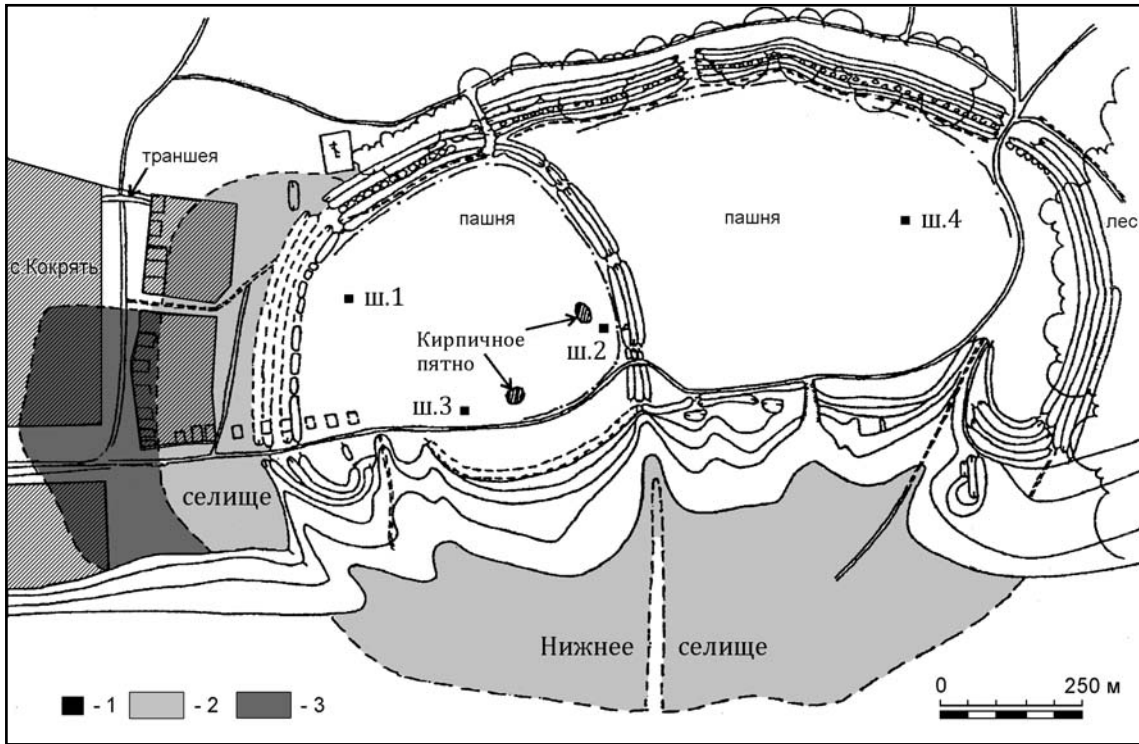 траншея
пашня
пашня
ш.4
лес
с Кокрять
ш.1
Кирпичное
пятно
ш.2
ш.3
селище
Нижнее селище
- 1
- 2
- 3
0 250 м